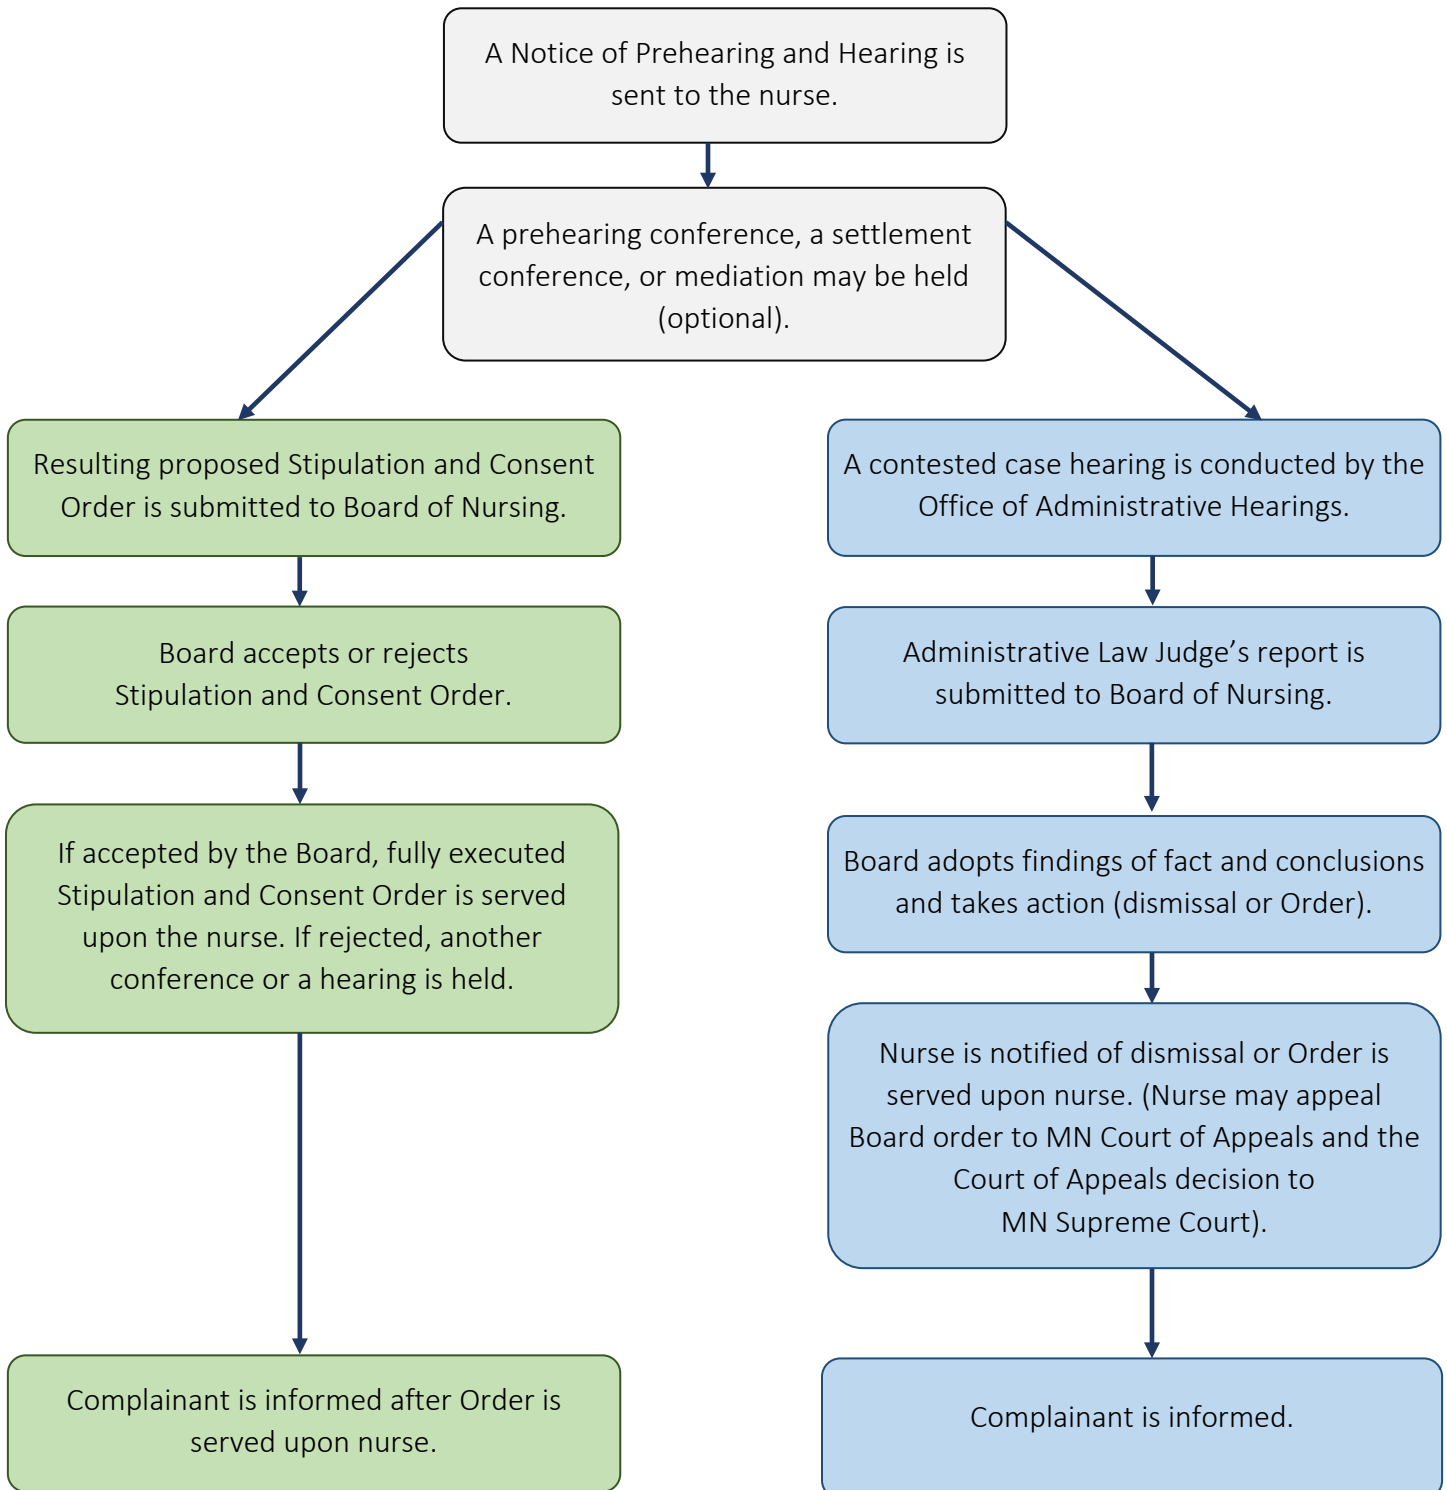 A Notice of Prehearing and Hearing is
sent to the nurse.
A prehearing conference, a settlement
conference, or mediation may be held
(optional).
Resulting proposed Stipulation and Consent
Order is submitted to Board of Nursing.
Board accepts or rejects
Stipulation and Consent Order.
If accepted by the Board, fully executed
Stipulation and Consent Order is served
upon the nurse. If rejected, another
conference or a hearing is held.
Complainant is informed after Order is
served upon nurse.
A contested case hearing is conducted by the
Office of Administrative Hearings.
Administrative Law Judge’s report is
submitted to Board of Nursing.
Board adopts findings of fact and conclusions
and takes action (dismissal or Order).
Nurse is notified of dismissal or Order is
served upon nurse. (Nurse may appeal
Board order to MN Court of Appeals and the
Court of Appeals decision to
MN Supreme Court).
Complainant is informed.